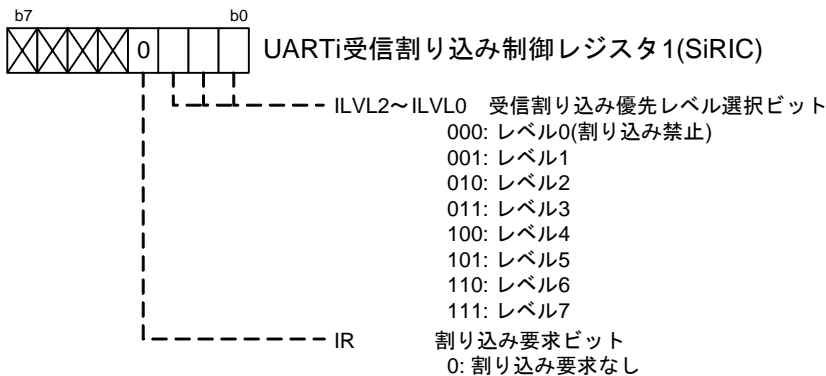 b7 b0
0 UARTi受信割り込み制御レジスタ1(SiRIC)
ILVL2～ILVL0 受信割り込み優先レベル選択ビット
000: レベル0(割り込み禁止)
001: レベル1
010: レベル2
011: レベル3
100: レベル4
101: レベル5
110: レベル6
111: レベル7
IR 割り込み要求ビット
0: 割り込み要求なし